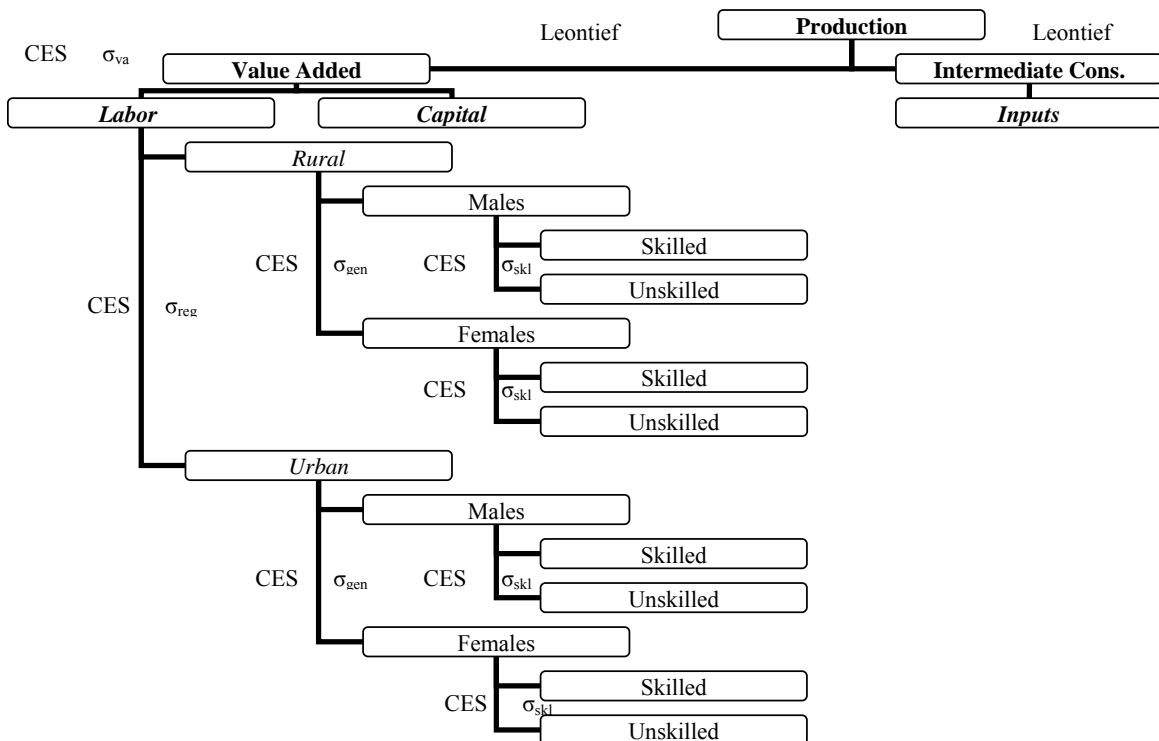 Leontief
Production
Leontief
CES σva
Value Added
Intermediate Cons.
Labor
Capital
Inputs
Rural
Males
Skilled
CES σgen CES σskl
Unskilled
CES σreg
Females
Skilled
CES σskl
Unskilled
Urban
Males
Skilled
CES σgen CES σskl
Unskilled
Females
Skilled
CES σskl
Unskilled